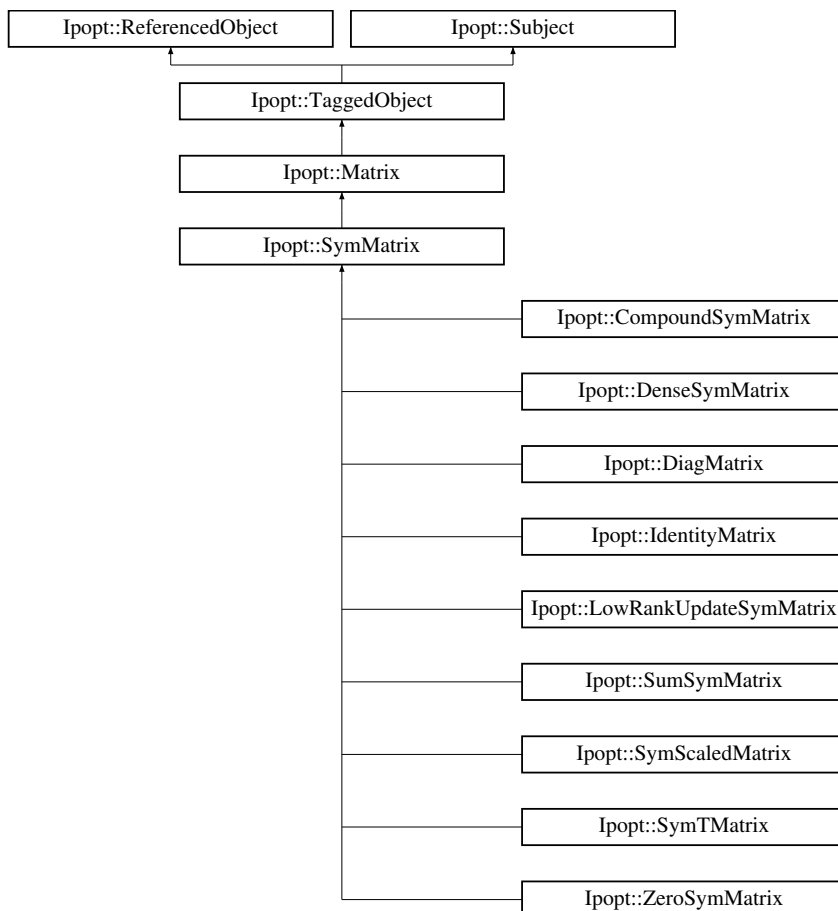 Ipopt::ReferencedObject
Ipopt::Subject
Ipopt::TaggedObject
Ipopt::Matrix
Ipopt::SymMatrix
Ipopt::CompoundSymMatrix
Ipopt::DenseSymMatrix
Ipopt::DiagMatrix
Ipopt::IdentityMatrix
Ipopt::LowRankUpdateSymMatrix
Ipopt::SumSymMatrix
Ipopt::SymScaledMatrix
Ipopt::SymTMatrix
Ipopt::ZeroSymMatrix